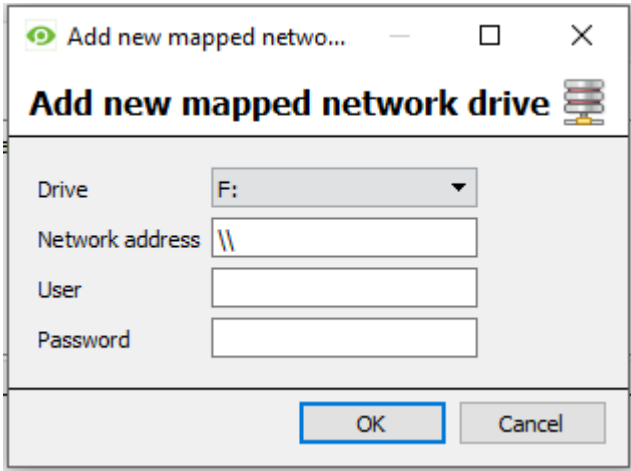 Add new mapped netwo...
Add new mapped network drive
Drive F:
Network address \\
User
Password
OK Cancel